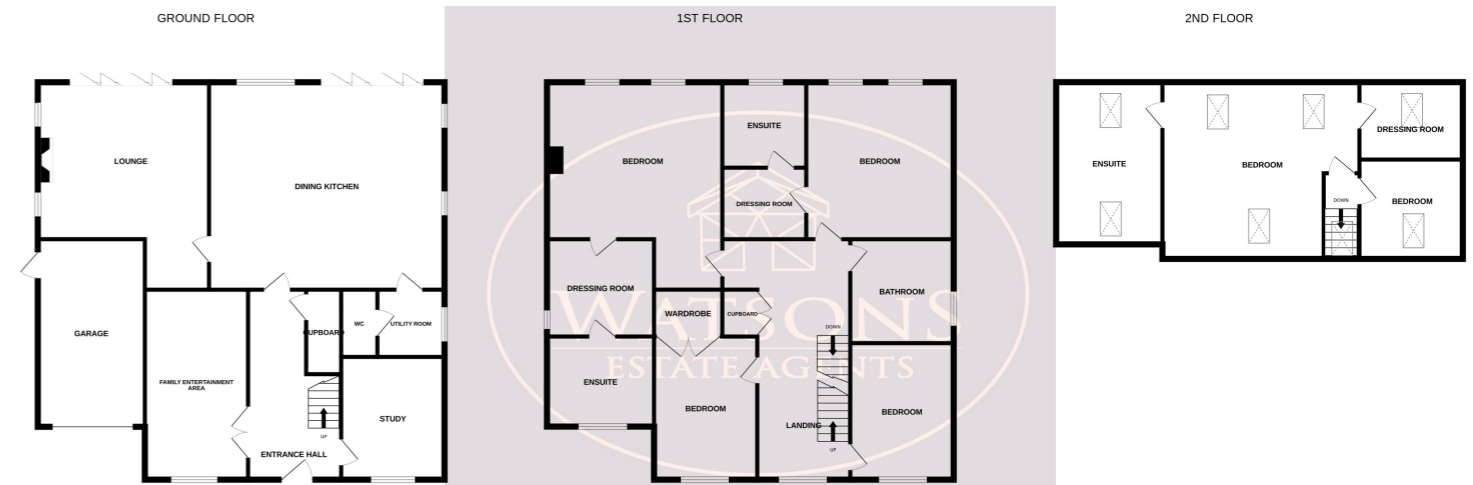 GROUND FLOOR
LOUNGE
DINING KITCHEN
GARAGE
CUPBOARD
WC
UTILITY ROOM
FAMILY ENTERTAINMENT
AREA
STUDY
UP
ENTRANCE HALL
1ST FLOOR
BEDROOM
ENSUITE
BEDROOM
DRESSING ROOM
DRESSING ROOM
WARDROBE
CUPBOARD
BATHROOM
DOWN
ENSUITE
BEDROOM
LANDING
BEDROOM
UP
WATSONS
ESTATE AGENTS
2ND FLOOR
ENSUITE
BEDROOM
DRESSING ROOM
DOWN
BEDROOM